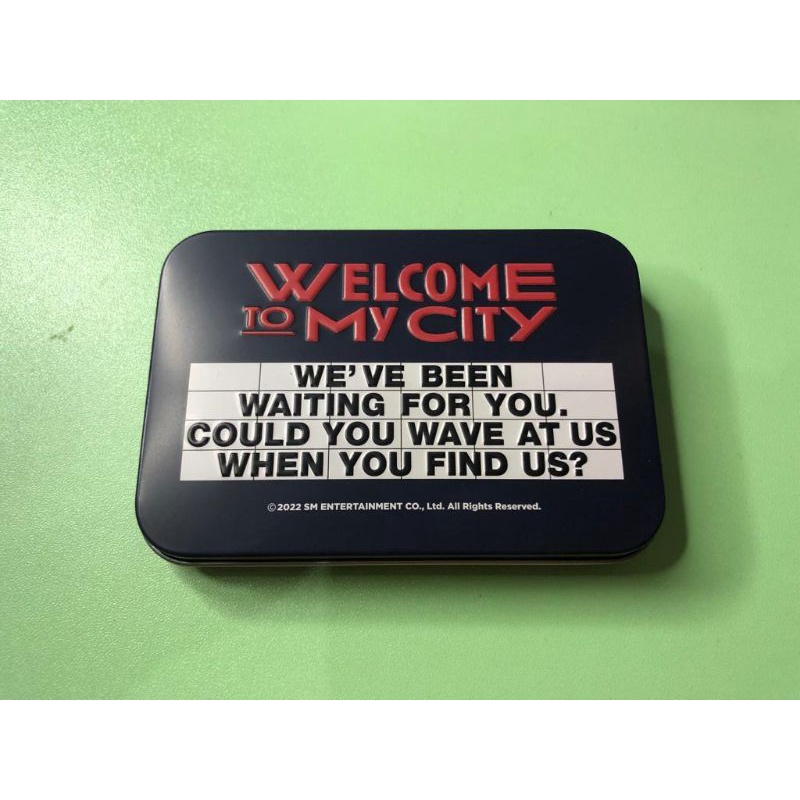 WELCOME
TO MY CITY
WE'VE BEEN
WAITING FOR YOU.
COULD YOU WAVE AT US
WHEN YOU FIND US?
©2022 SM ENTERTAINMENT CO., Ltd. All Rights Reserved.